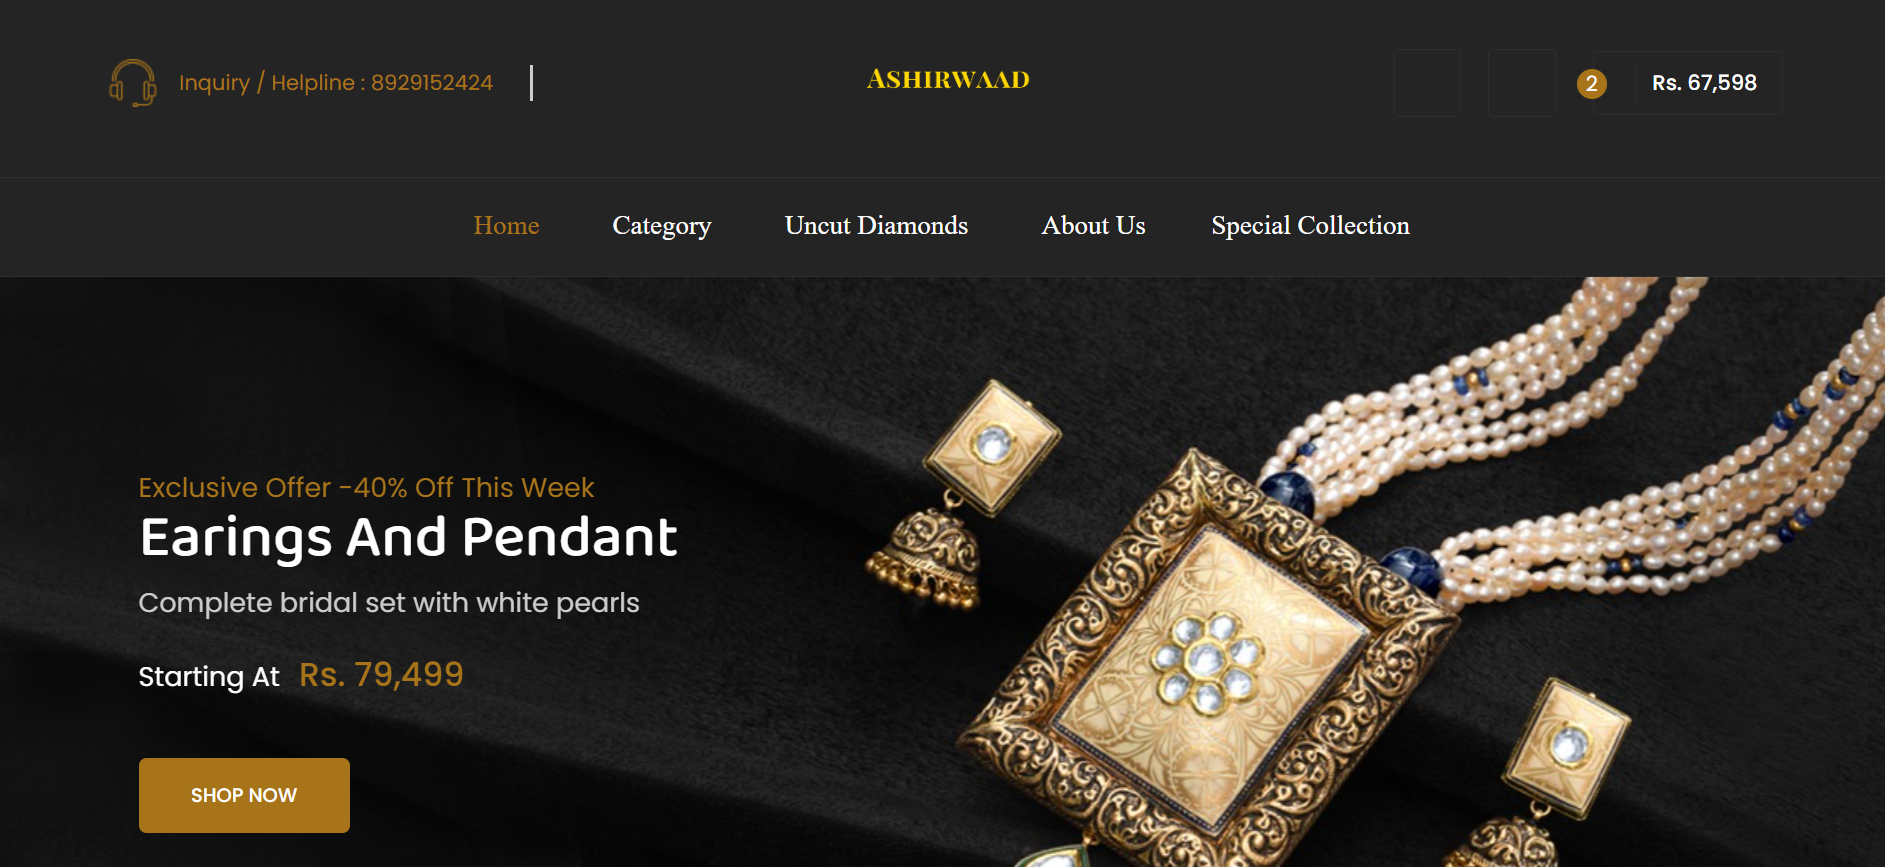 Inquiry / Helpline : 8929152424
ASHIRWAAD
2
Rs. 67,598
Home
Category
Uncut Diamonds
About Us
Special Collection
Exclusive Offer -40% Off This Week
Earings And Pendant
Complete bridal set with white pearls
Starting At Rs. 79,499
SHOP NOW